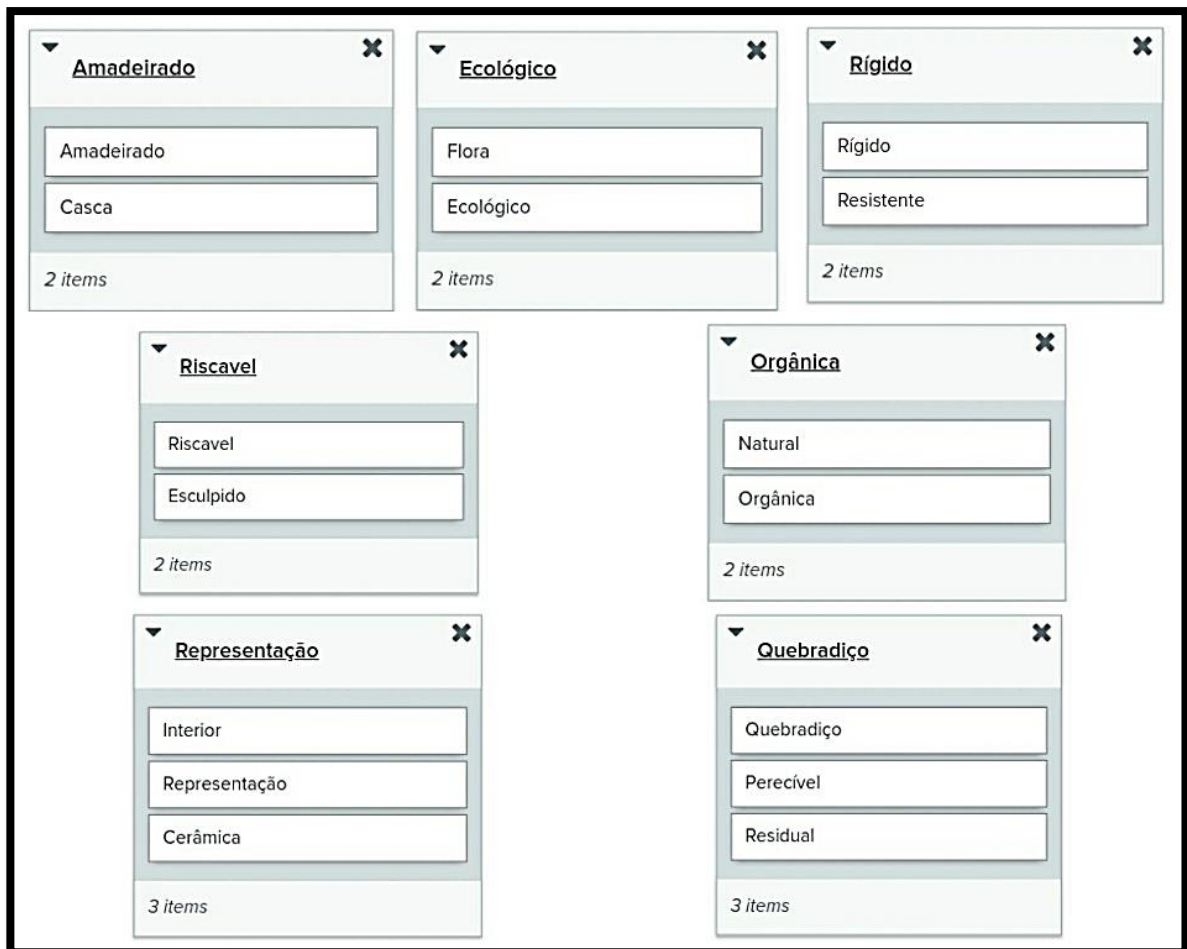 Amadeirado
Amadeirado
Casca
2 items
Ecológico
Flora
Ecológico
2 items
Rígido
Rígido
Resistente
2 items
Riscavel
Riscavel
Esculpido
2 items
Orgânica
Natural
Orgânica
2 items
Representação
Interior
Representação
Cerâmica
3 items
Quebradiço
Quebradiço
Perecível
Residual
3 items